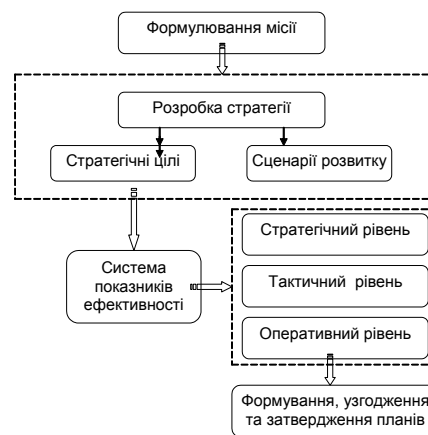 Формулювання місії
Розробка стратегії
Стратегічні цілі
Сценарії розвитку
Стратегічний рівень
Система
показників
ефективності
Тактичний рівень
Оперативний рівень
Формування, узгодження
та затвердження планів